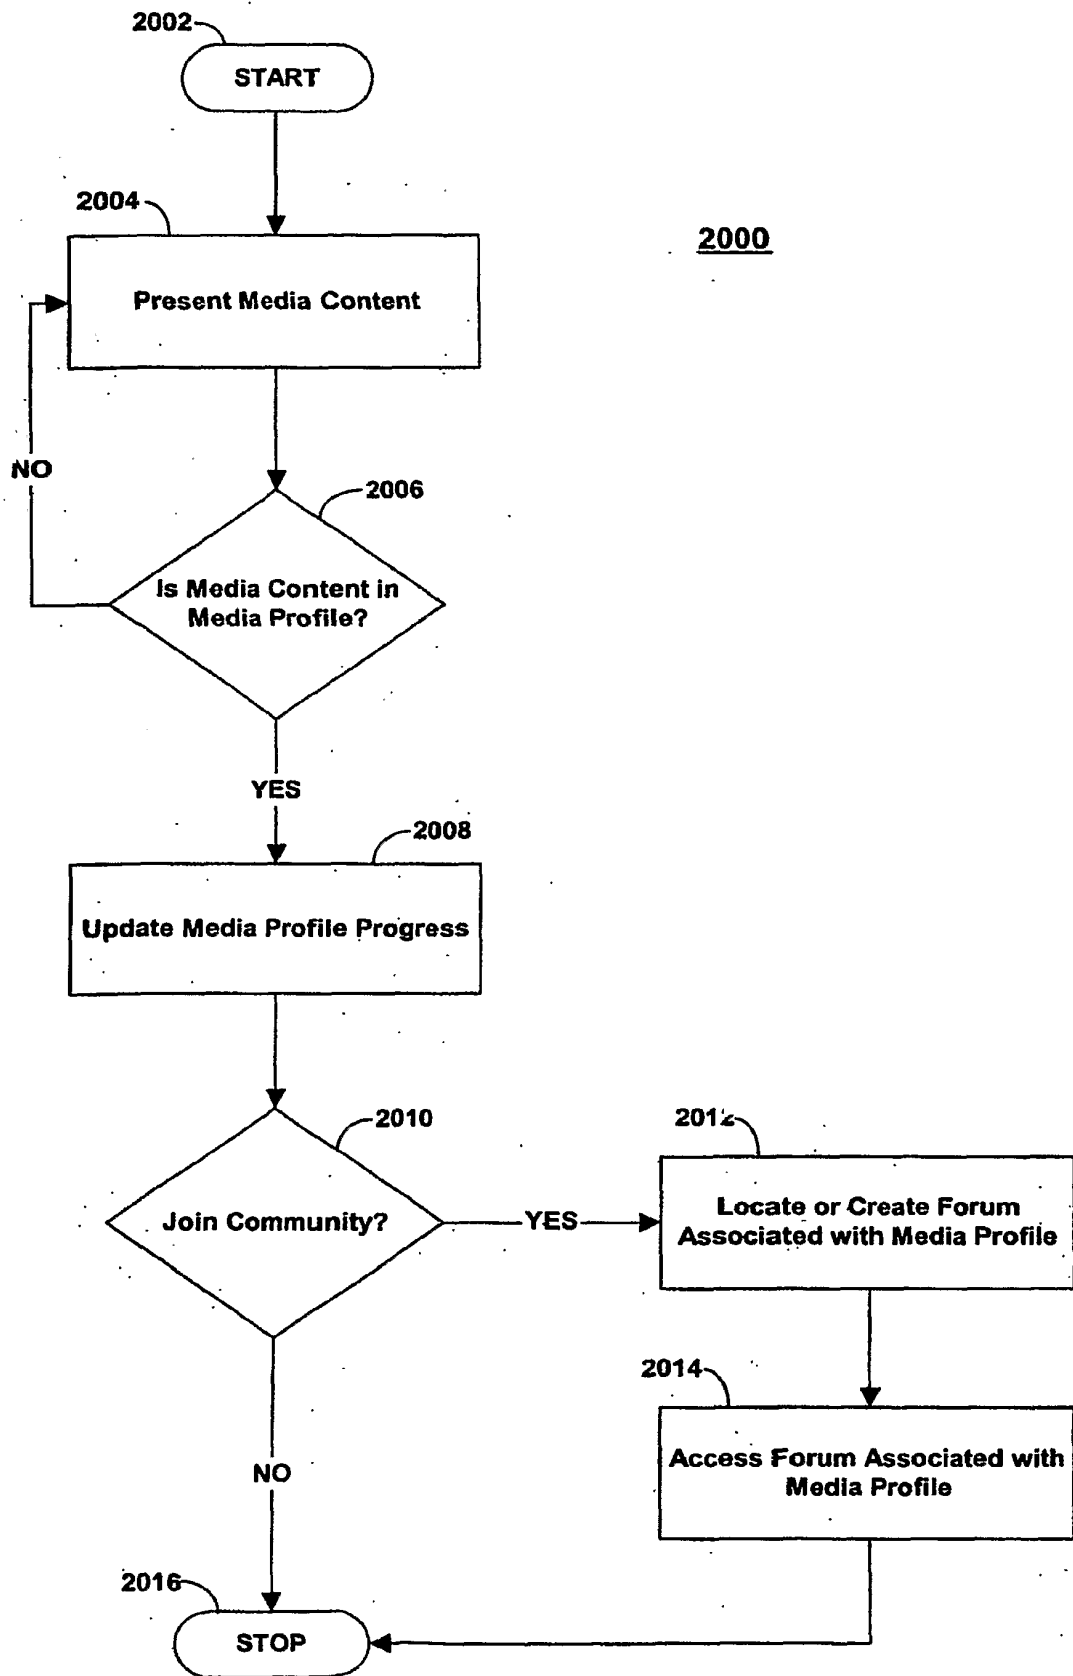 2002
START
2004
2000
Present Media Content
NO
2006
Is Media Content in
Media Profile?
YES
2008
Update Media Profile Progress
2010
2012
Join Community?
YES
Locate or Create Forum
Associated with Media Profile
2014
Access Forum Associated with
Media Profile
NO
2016
STOP